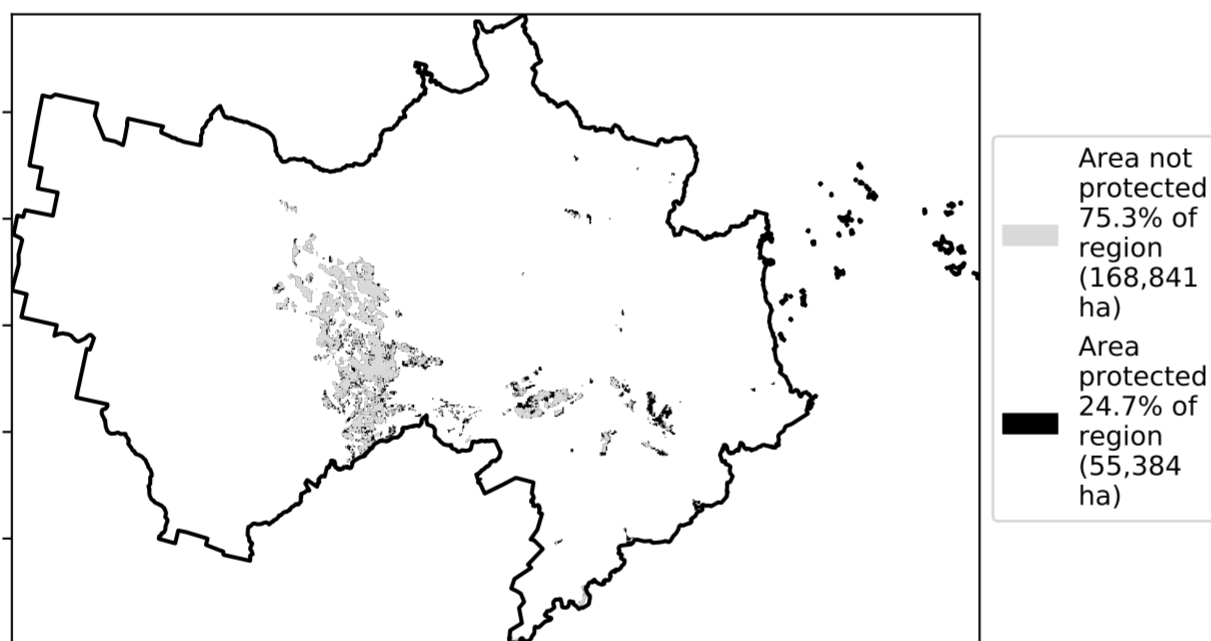 Area not
protected
75.3% of
region
(168,841
ha)
Area
protected
24.7% of
region
(55,384
ha)